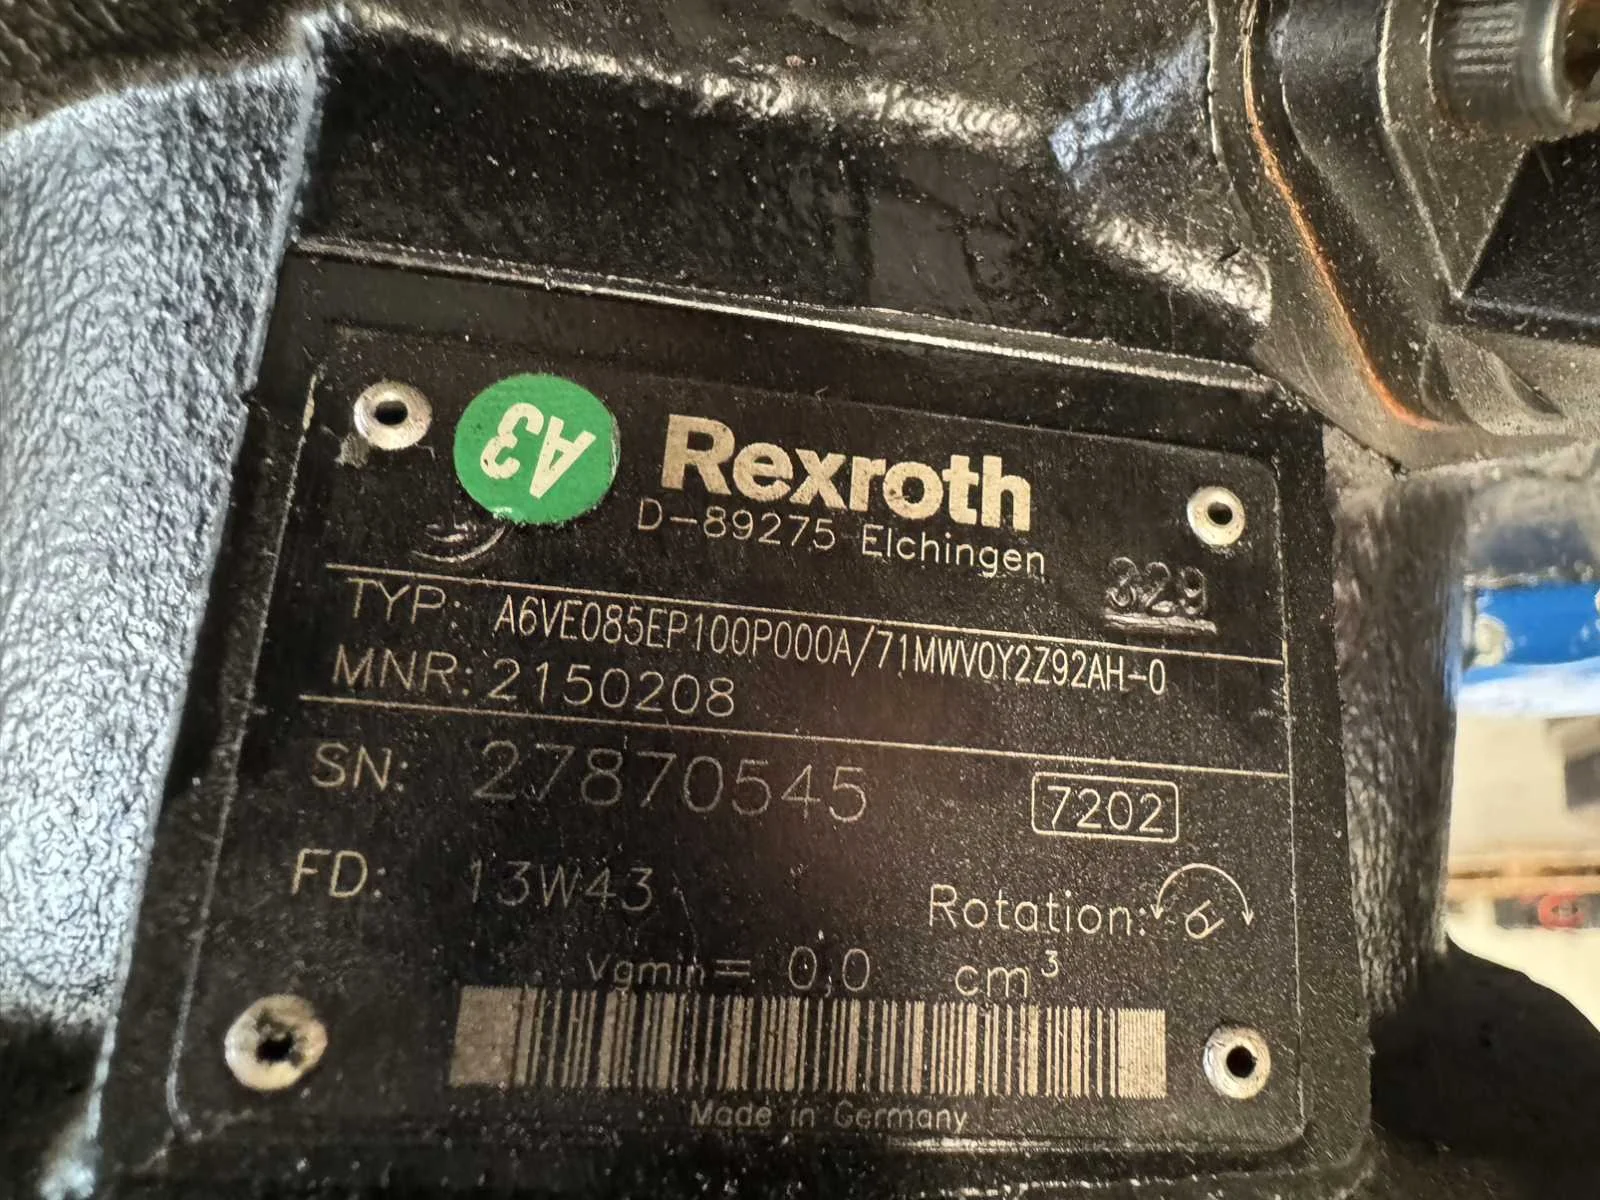 A3
Rexroth
D-89275 Elchingen
329
TYP: A6VE085EP100P000A/71MWV0Y2Z92AH-0
MNR: 2150208
SN: 27870545
7202
FD: 13W43
Rotation:
Vgmin= 0,0 cm³
Made in Germany